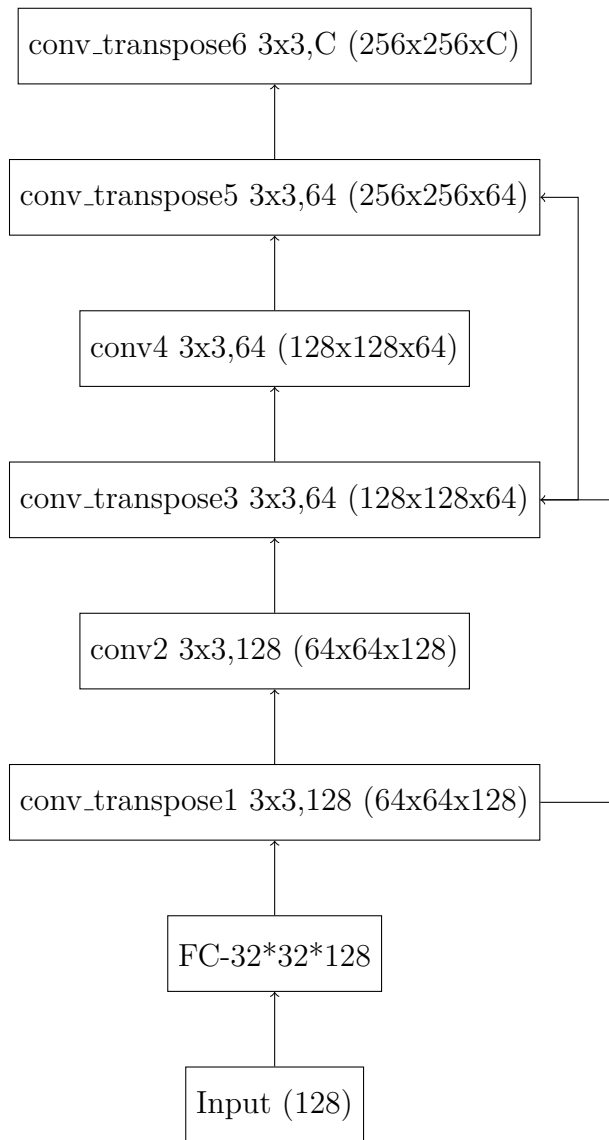 conv_transpose6 3x3,C (256x256xC)
conv_transpose5 3x3,64 (256x256x64)
conv4 3x3,64 (128x128x64)
conv_transpose3 3x3,64 (128x128x64)
conv2 3x3,128 (64x64x128)
conv_transpose1 3x3,128 (64x64x128)
FC-32*32*128
Input (128)